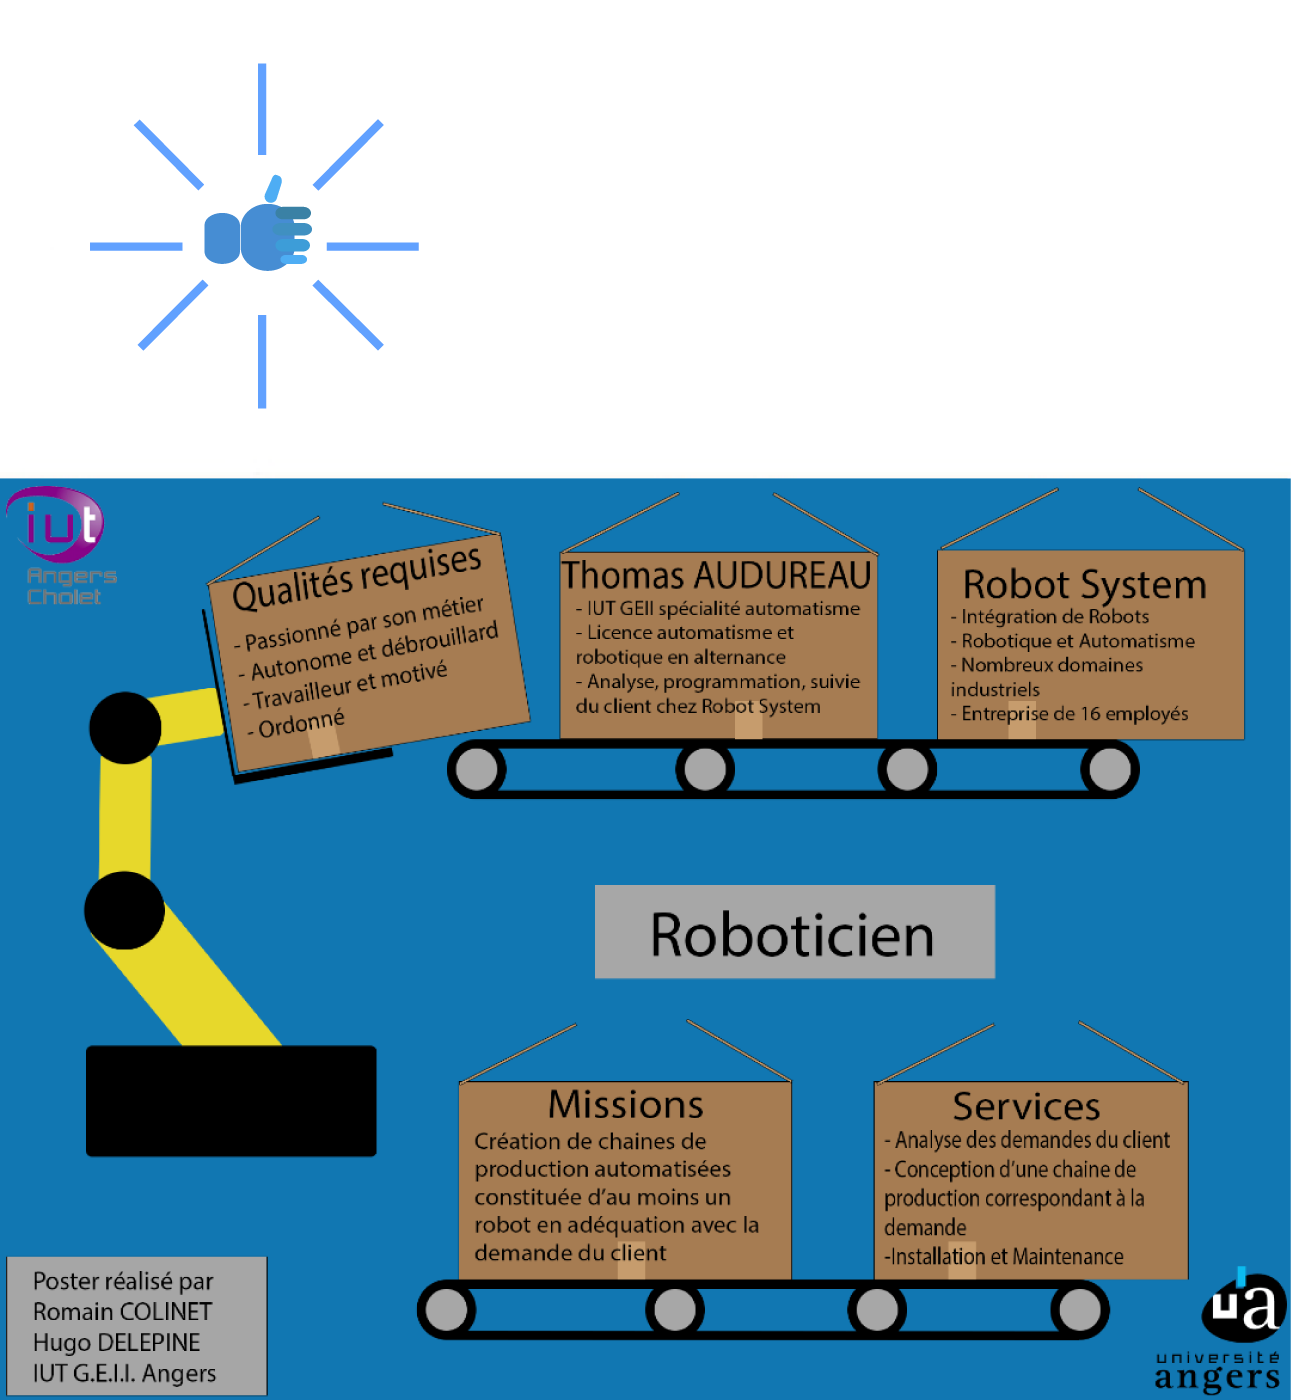 iut
Angers
Cholet
Qualités requises
- Passionné par son métier
- Autonome et débrouillard
- Travailleur et motivé
- Ordonné
Thomas AUDUREAU
- IUT GEII spécialité automatisme
- Licence automatisme et
robotique en alternance
- Analyse, programmation, suivie
du client chez Robot System
Robot System
- Intégration de Robots
- Robotique et Automatisme
- Nombreux domaines
industriels
- Entreprise de 16 employés
Roboticien
Missions
Création de chaines de
production automatisées
constituée d'au moins un
robot en adéquation avec la
demande du client
Services
- Analyse des demandes du client
- Conception d'une chaine de
production correspondant à la
demande
-Installation et Maintenance
Poster réalisé par
Romain COLINET
Hugo DELEPINE
IUT G.E.I.I. Angers
ua
université
angers